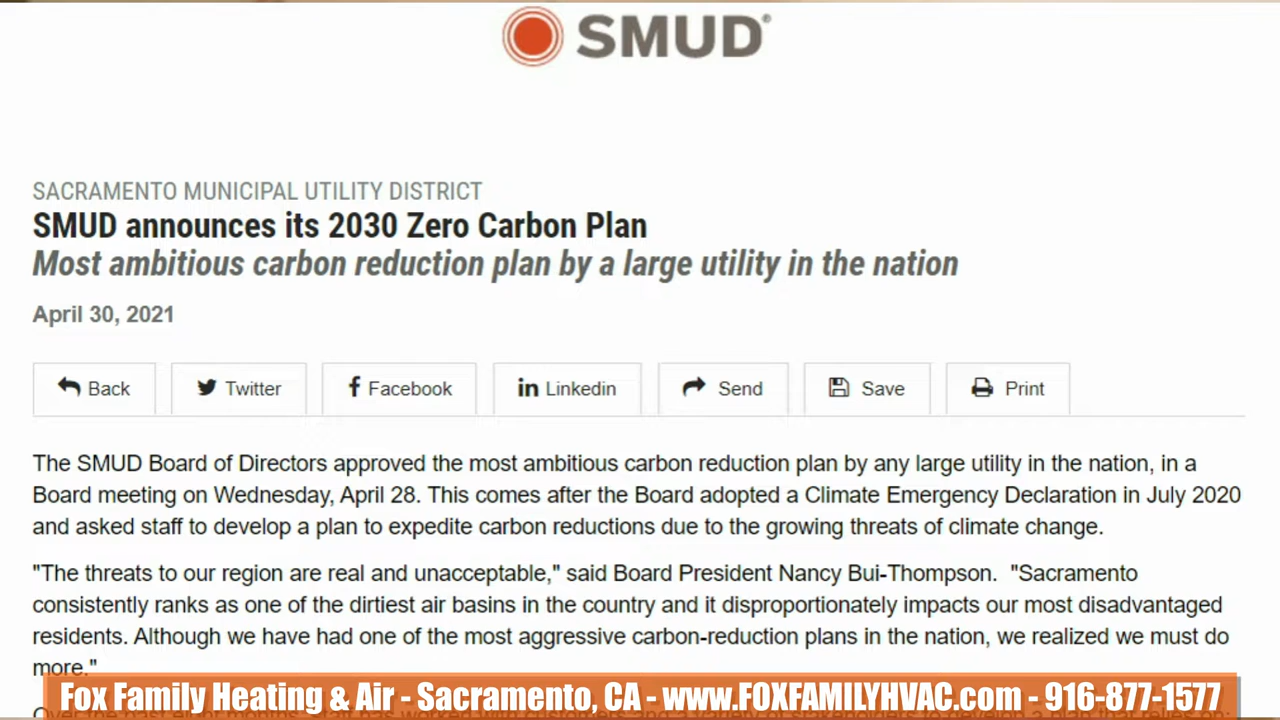 SMUD®
SACRAMENTO MUNICIPAL UTILITY DISTRICT
SMUD announces its 2030 Zero Carbon Plan
Most ambitious carbon reduction plan by a large utility in the nation
April 30, 2021
Back Twitter Facebook Linkedin Send Save Print
The SMUD Board of Directors approved the most ambitious carbon reduction plan by any large utility in the nation, in a
Board meeting on Wednesday, April 28. This comes after the Board adopted a Climate Emergency Declaration in July 2020
and asked staff to develop a plan to expedite carbon reductions due to the growing threats of climate change.
"The threats to our region are real and unacceptable," said Board President Nancy Bui-Thompson. "Sacramento
consistently ranks as one of the dirtiest air basins in the country and it disproportionately impacts our most disadvantaged
residents. Although we have had one of the most aggressive carbon-reduction plans in the nation, we realized we must do
more."
Fox Family Heating & Air - Sacramento, CA - www.FOXFAMILYHVAC.com - 916-877-1577